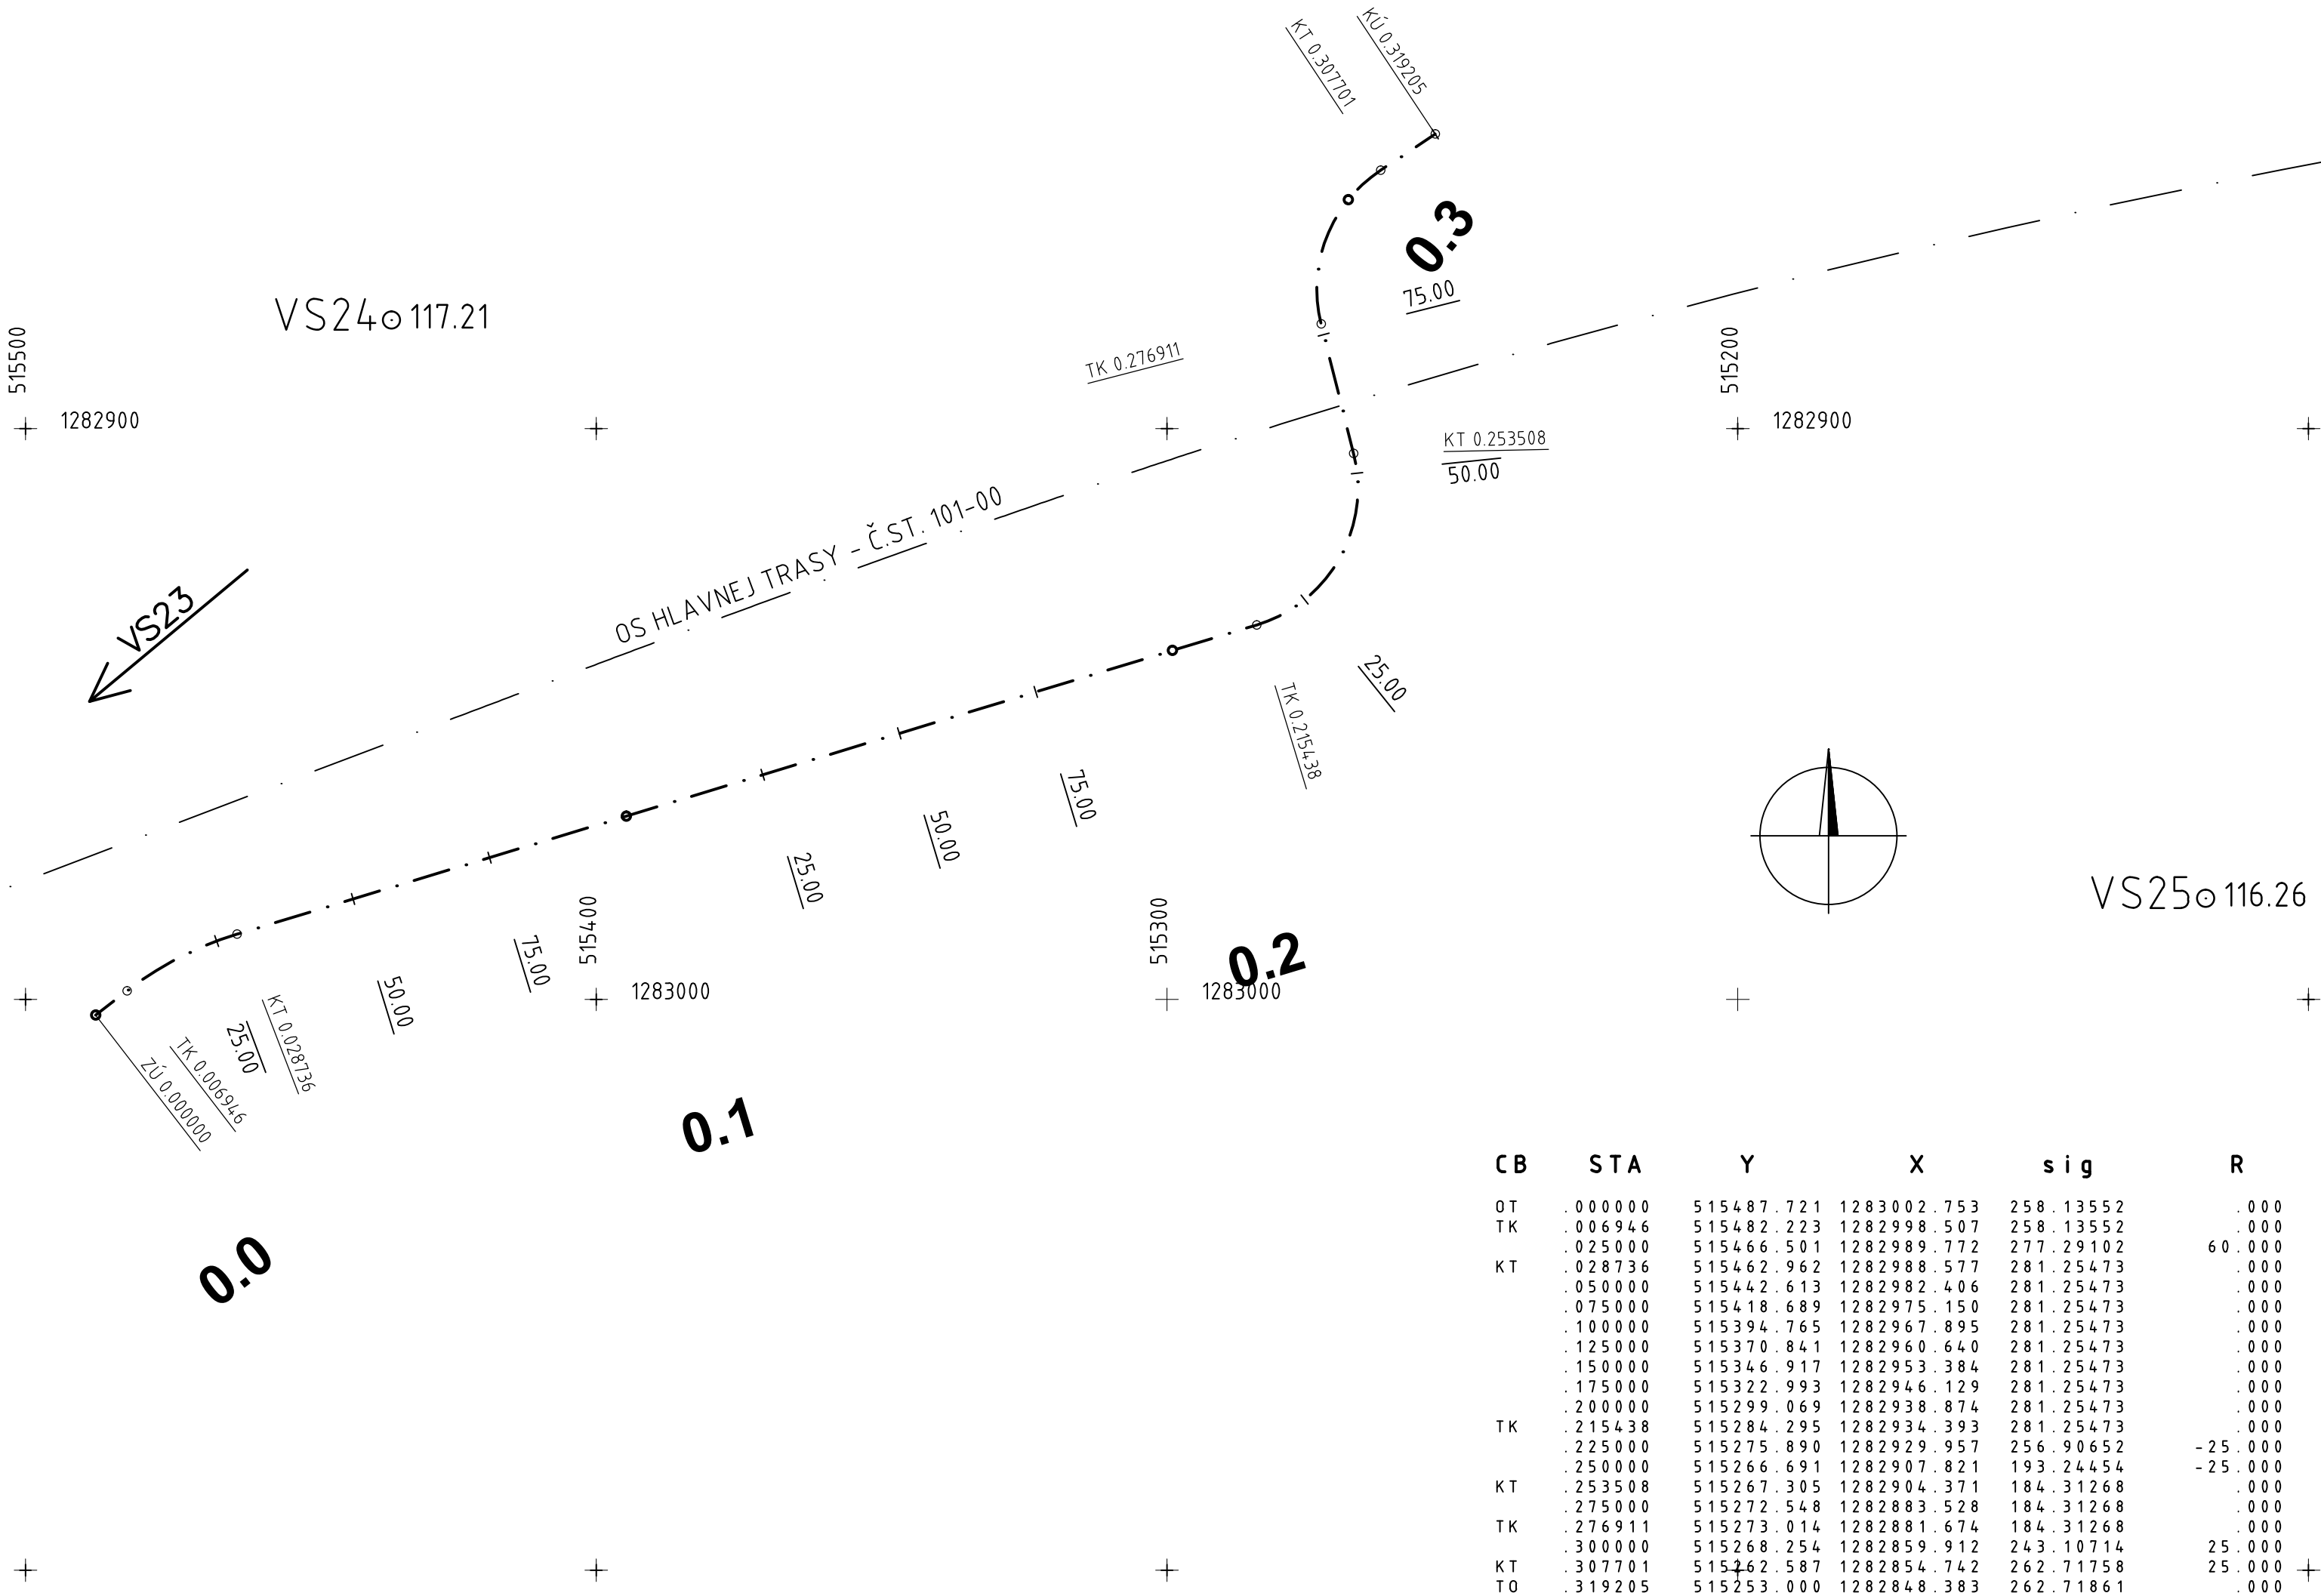 KT 0.307701
KÚ 0.319205
0.3
75.00
VS24 117.21
515500
1282900
TK 0.276911
515200
1282900
KT 0.253508
50.00
OS HLAVNEJ TRASY - Č.ST. 101-00
VS23
25.00
TK 0.215438
75.00
50.00
25.00
VS25 116.26
515400
1283000
515300
1283000
0.2
75.00
50.00
KT 0.028736
25.00
TK 0.006946
ZÚ 0.000000
0.1
0.0
CB STA Y X sig R
OT .000000 515487.721 1283002.753 258.13552 .000
TK .006946 515482.223 1282998.507 258.13552 .000
.025000 515466.501 1282989.772 277.29102 60.000
KT .028736 515462.962 1282988.577 281.25473 .000
.050000 515442.613 1282982.406 281.25473 .000
.075000 515418.689 1282975.150 281.25473 .000
.100000 515394.765 1282967.895 281.25473 .000
.125000 515370.841 1282960.640 281.25473 .000
.150000 515346.917 1282953.384 281.25473 .000
.175000 515322.993 1282946.129 281.25473 .000
.200000 515299.069 1282938.874 281.25473 .000
TK .215438 515284.295 1282934.393 281.25473 .000
.225000 515275.890 1282929.957 256.90652 -25.000
.250000 515266.691 1282907.821 193.24454 -25.000
KT .253508 515267.305 1282904.371 184.31268 .000
.275000 515272.548 1282883.528 184.31268 .000
TK .276911 515273.014 1282881.674 184.31268 .000
.300000 515268.254 1282859.912 243.10714 25.000
KT .307701 515262.587 1282854.742 262.71758 25.000
TO .319205 515253.000 1282848.383 262.71861 .000